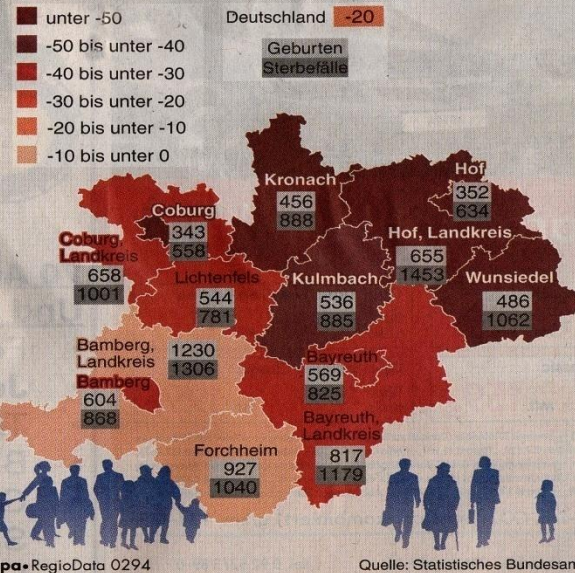 unter -50
-50 bis unter -40
-40 bis unter -30
-30 bis unter -20
-20 bis unter -10
-10 bis unter 0
Deutschland -20
Geburten
Sterbefälle
Kronach
456
888
Hof
352
634
Coburg
343
558
Hof, Landkreis
655
1453
Coburg,
Landkreis
658
1001
Lichtenfels
544
781
Kulmbach
536
885
Wunsiedel
486
1062
Bamberg,
Landkreis
1230
1306
Bamberg
604
868
Bayreuth
569
825
Bayreuth,
Landkreis
817
1179
Forchheim
927
1040
pa•RegioData 0294
Quelle: Statistisches Bundesam